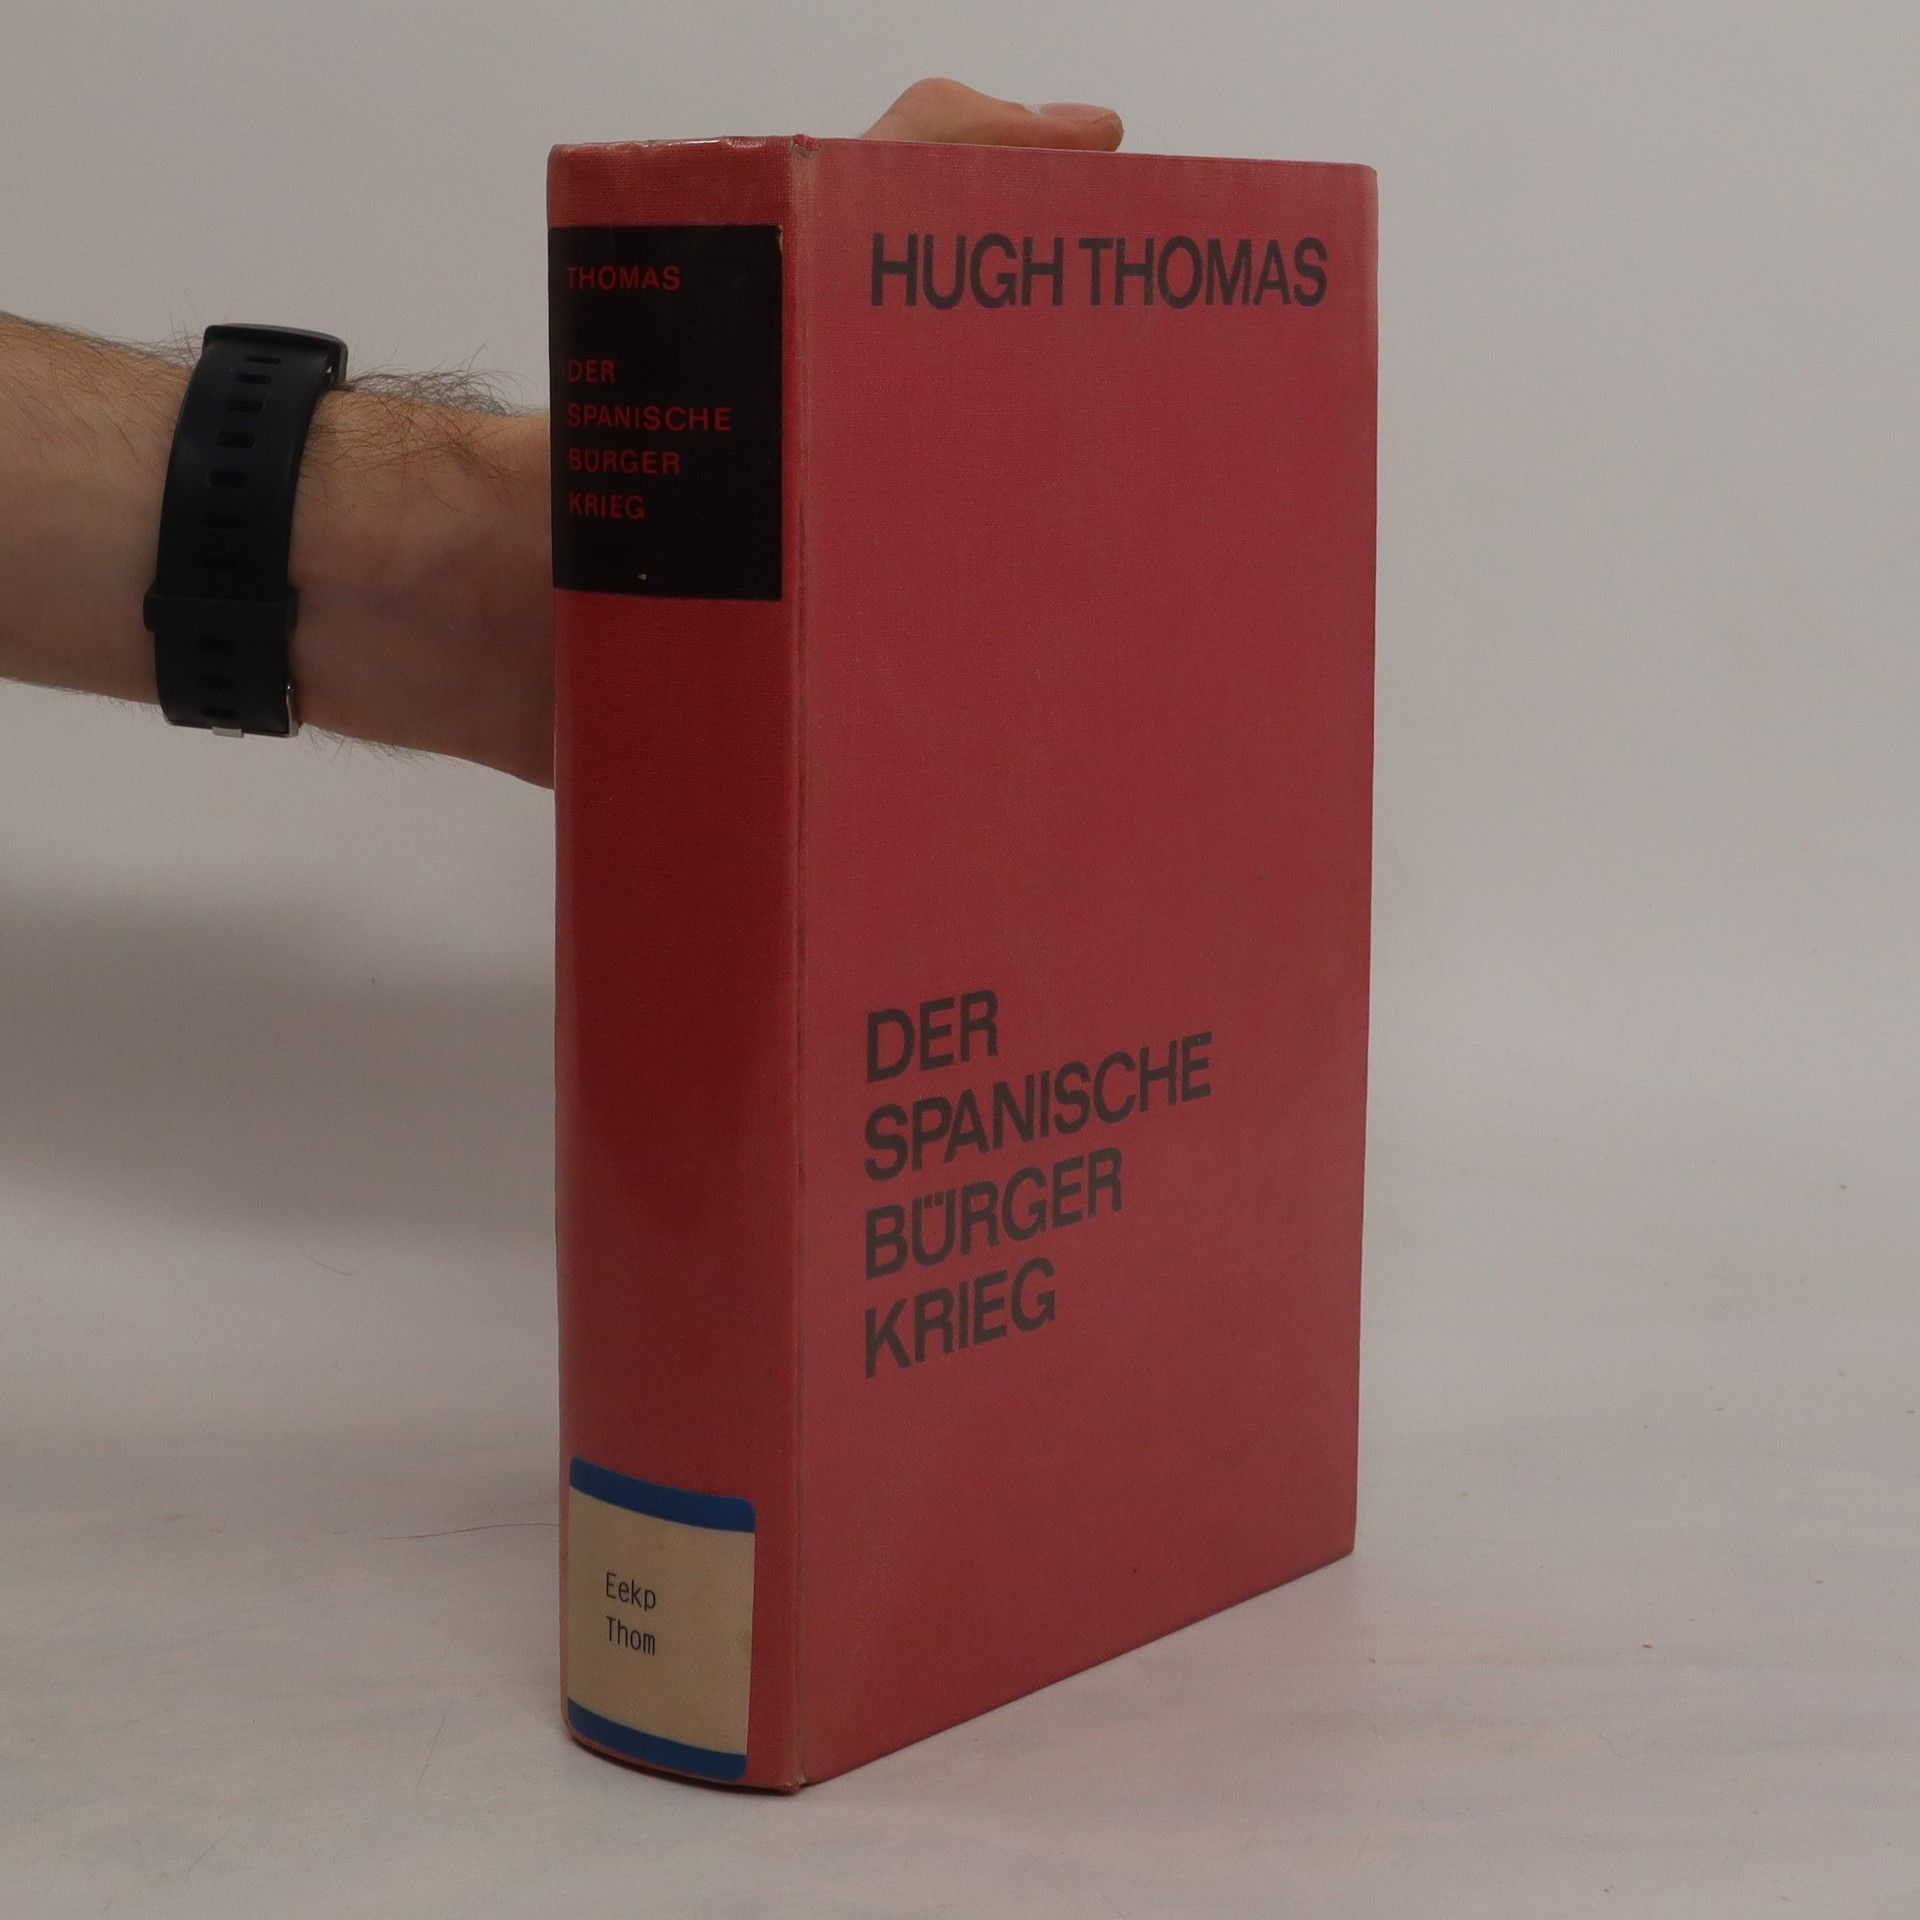 THOMAS
DER
SPANISCHE
BÜRGER
KRIEG
Eekp
Thom
HUGH THOMAS
DER
SPANISCHE
BÜRGER
KRIEG